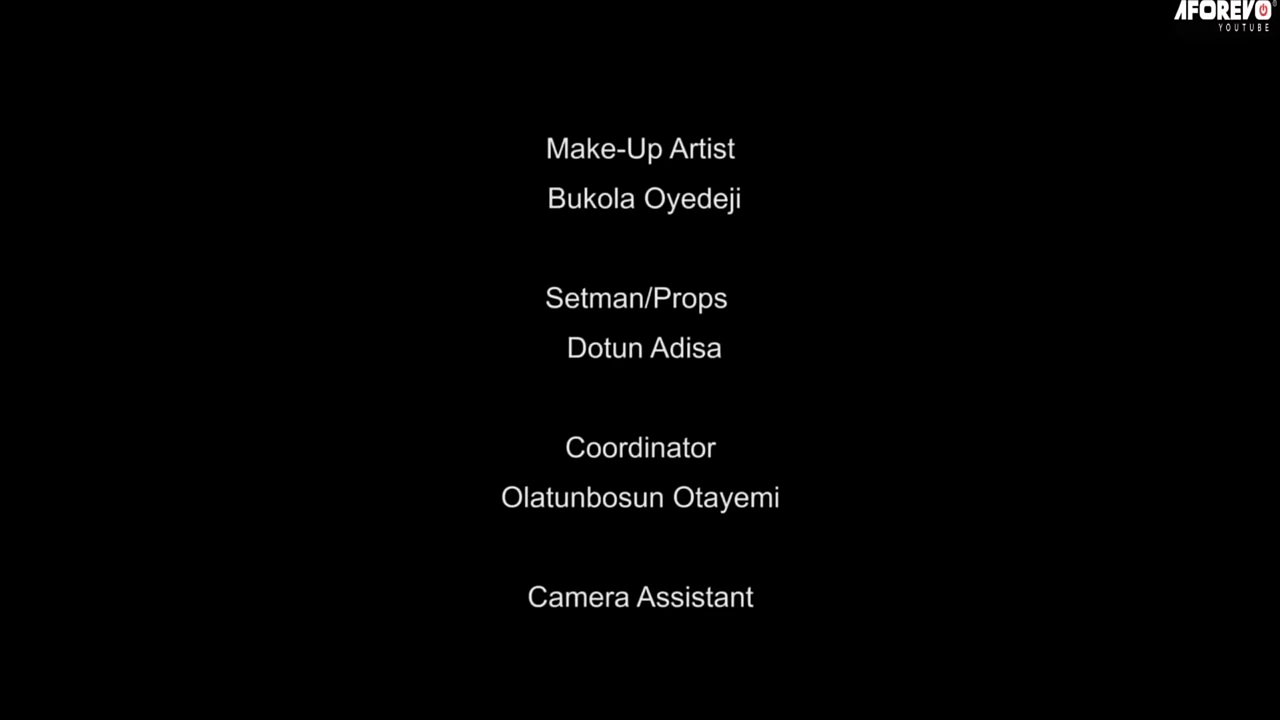 AFOREVO
YOUTUBE
Make-Up Artist
Bukola Oyedeji
Setman/Props
Dotun Adisa
Coordinator
Olatunbosun Otayemi
Camera Assistant